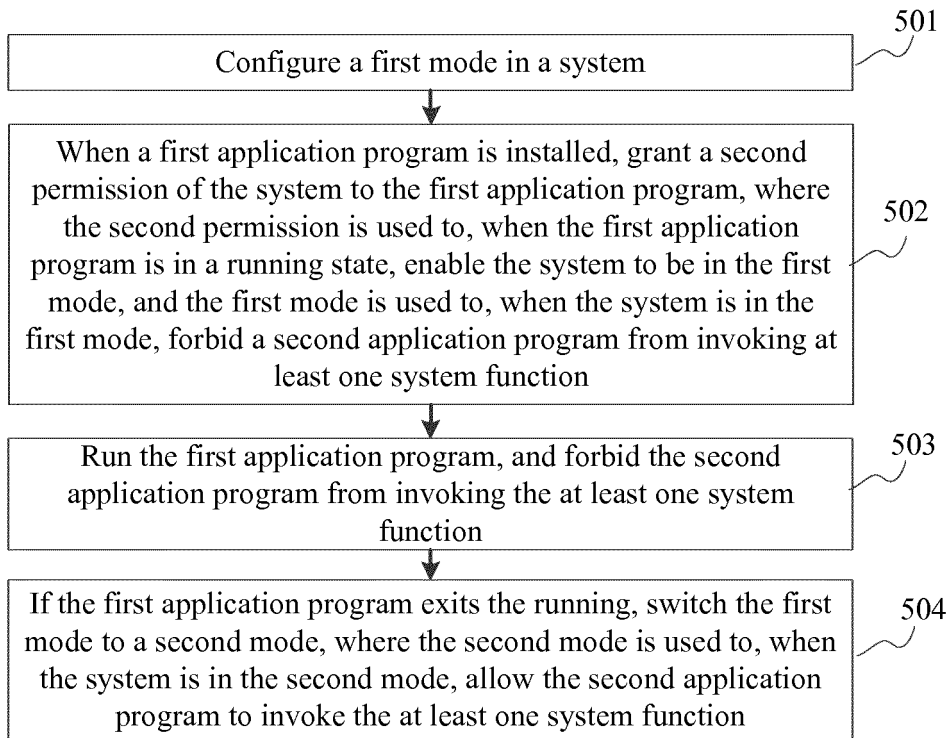 501
Configure a first mode in a system
When a first application program is installed, grant a second
permission of the system to the first application program, where
the second permission is used to, when the first application
program is in a running state, enable the system to be in the first
mode, and the first mode is used to, when the system is in the
first mode, forbid a second application program from invoking at
least one system function
502
Run the first application program, and forbid the second
application program from invoking the at least one system
function
503
If the first application program exits the running, switch the first
mode to a second mode, where the second mode is used to, when
the system is in the second mode, allow the second application
program to invoke the at least one system function
504